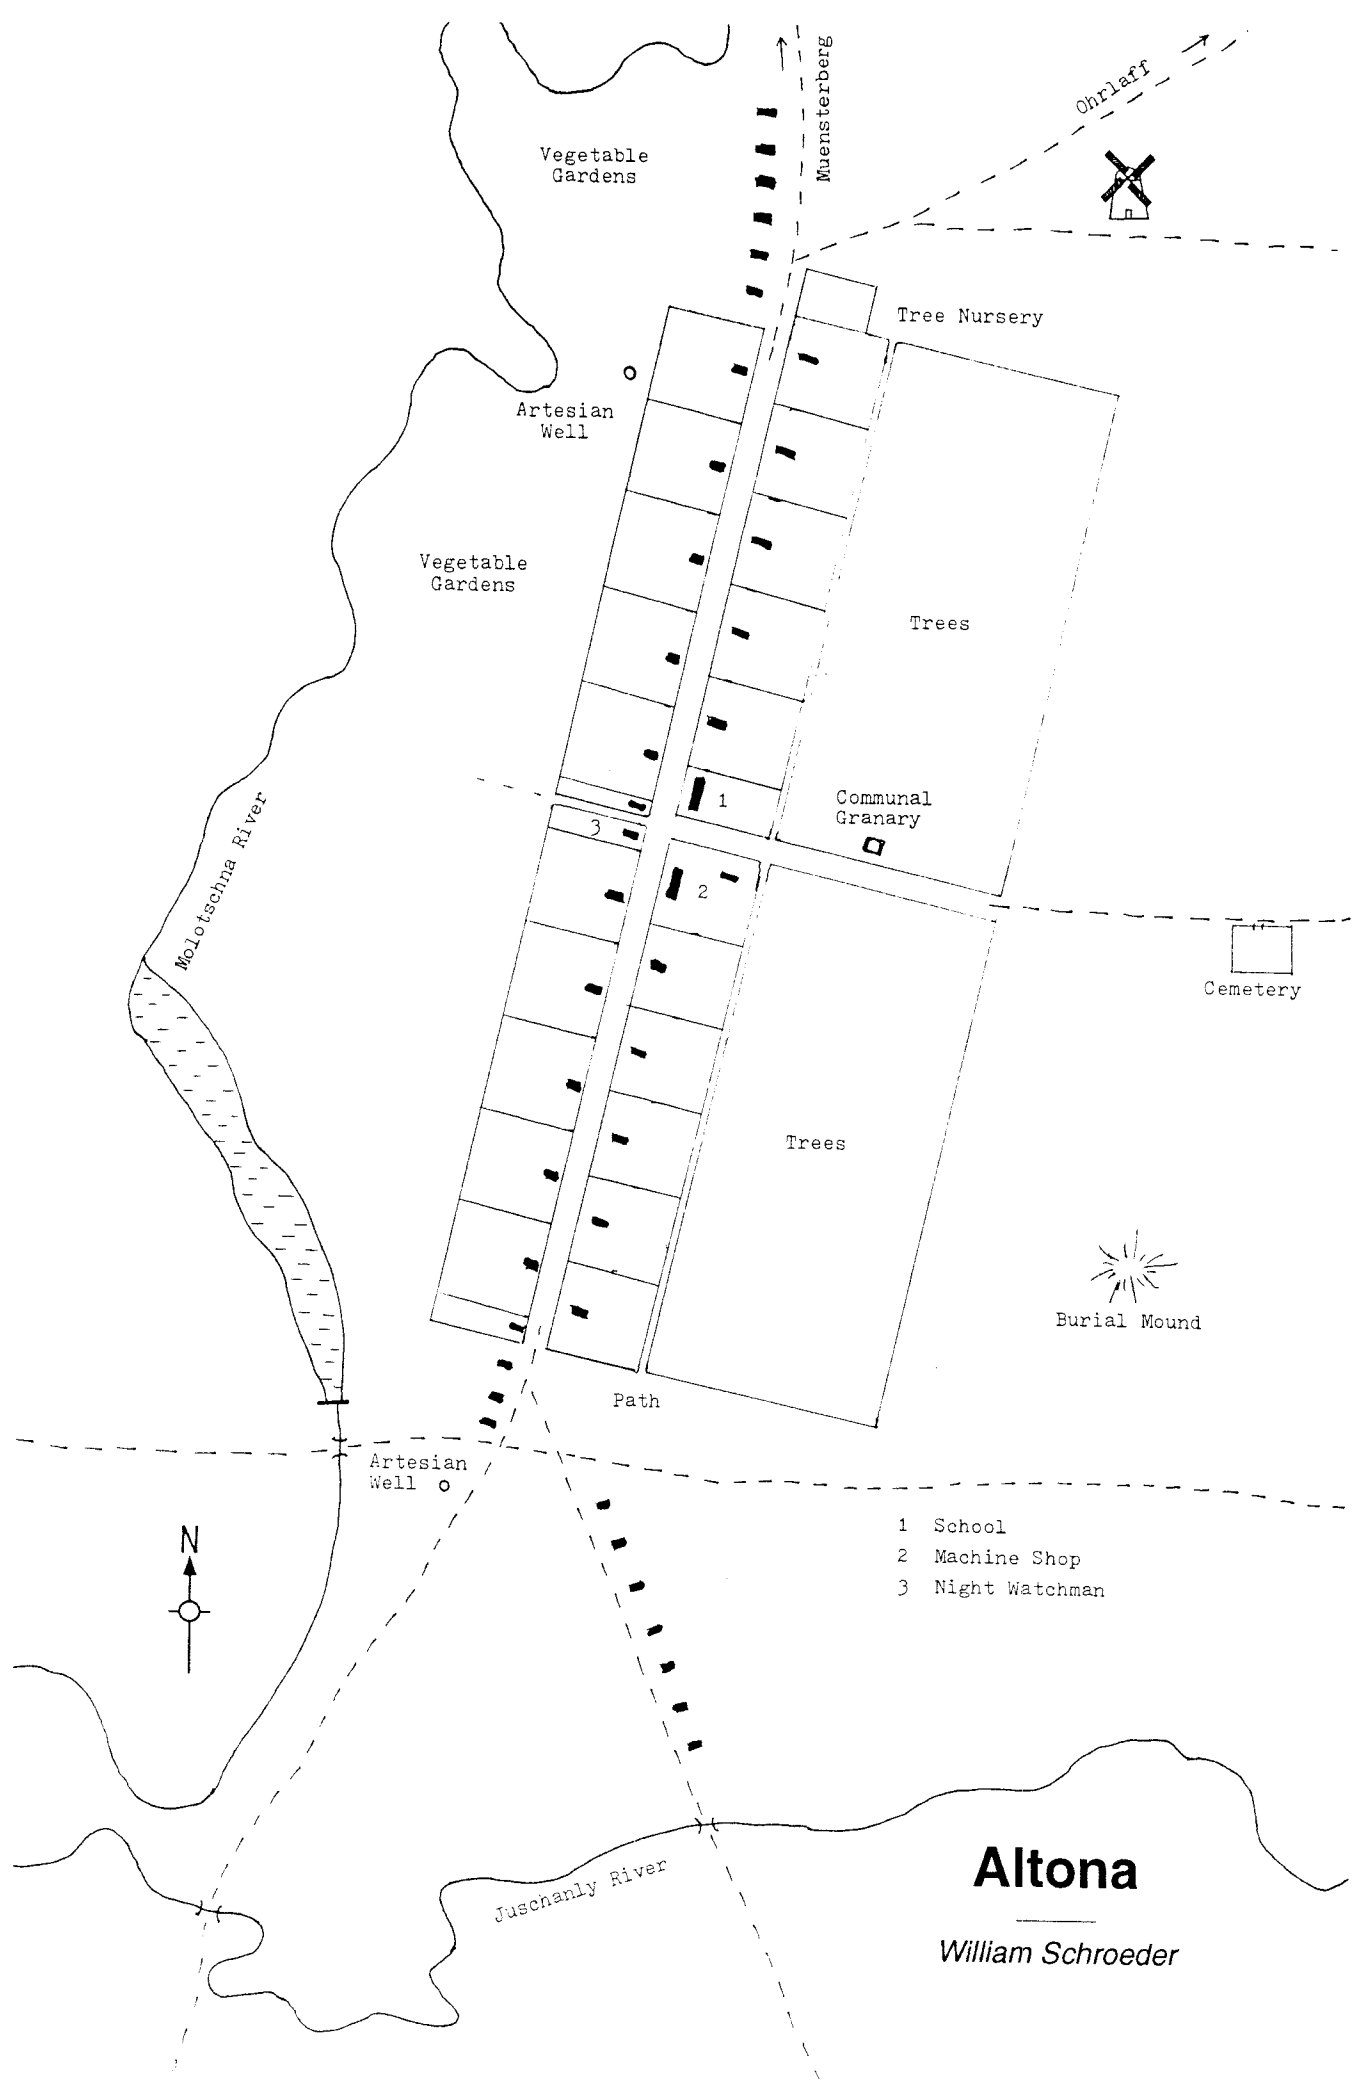 Muensterberg
Ohrlaff
Vegetable
Gardens
Tree Nursery
Artesian
Well
Vegetable
Gardens
Trees
1
Communal
Granary
3
2
Molotschna River
Cemetery
Trees
Burial Mound
Path
Artesian
Well
N
1 School
2 Machine Shop
3 Night Watchman
Juschanly River
Altona
William Schroeder